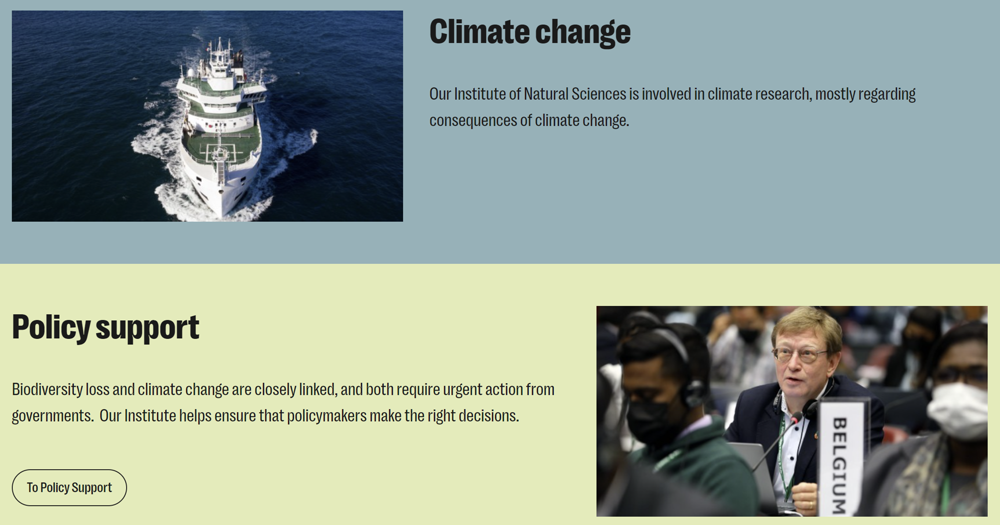 Climate change
Our Institute of Natural Sciences is involved in climate research, mostly regarding
consequences of climate change.
Policy support
Biodiversity loss and climate change are closely linked, and both require urgent action from
governments.  Our Institute helps ensure that policymakers make the right decisions.
To Policy Support
BELGIUM